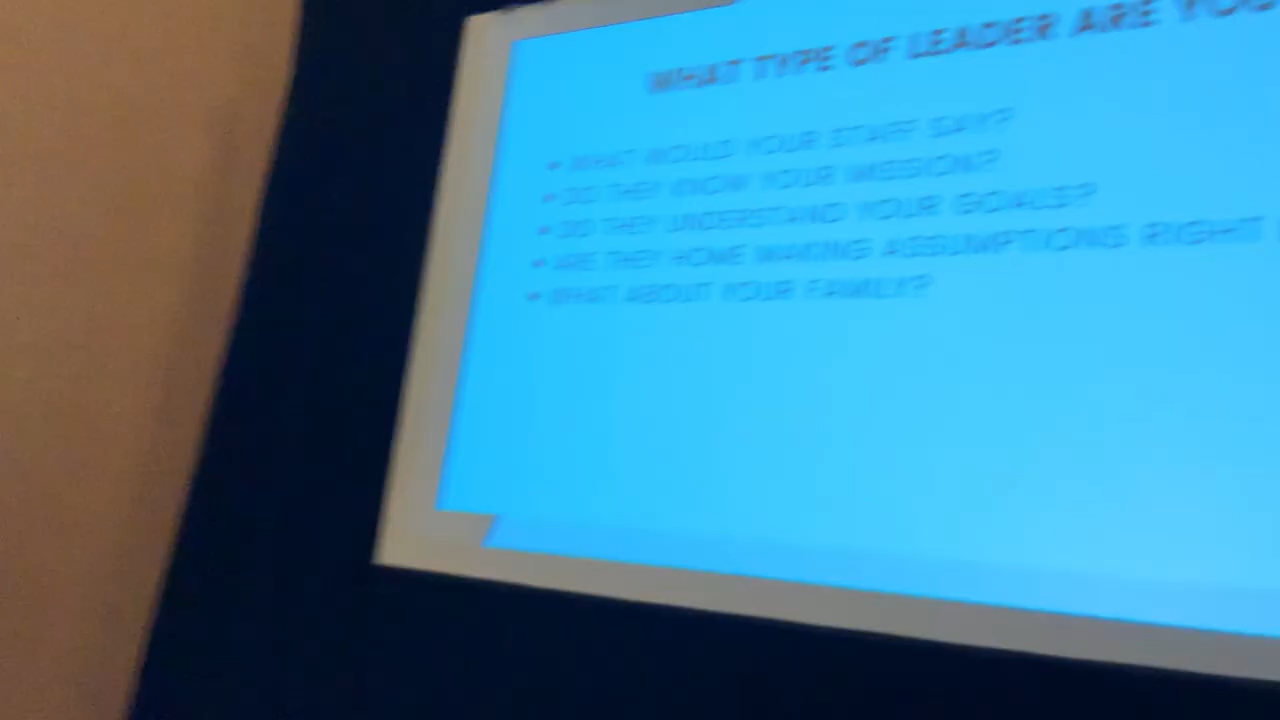 WHAT TYPE OF LEADER ARE YOU
• WHAT WOULD YOUR STAFF SAY?
• DO THEY KNOW YOUR MISSION?
• DO THEY UNDERSTAND YOUR GOALS?
• ARE THEY HOME MAKING ASSUMPTIONS RIGHT
• WHAT ABOUT YOUR FAMILY?